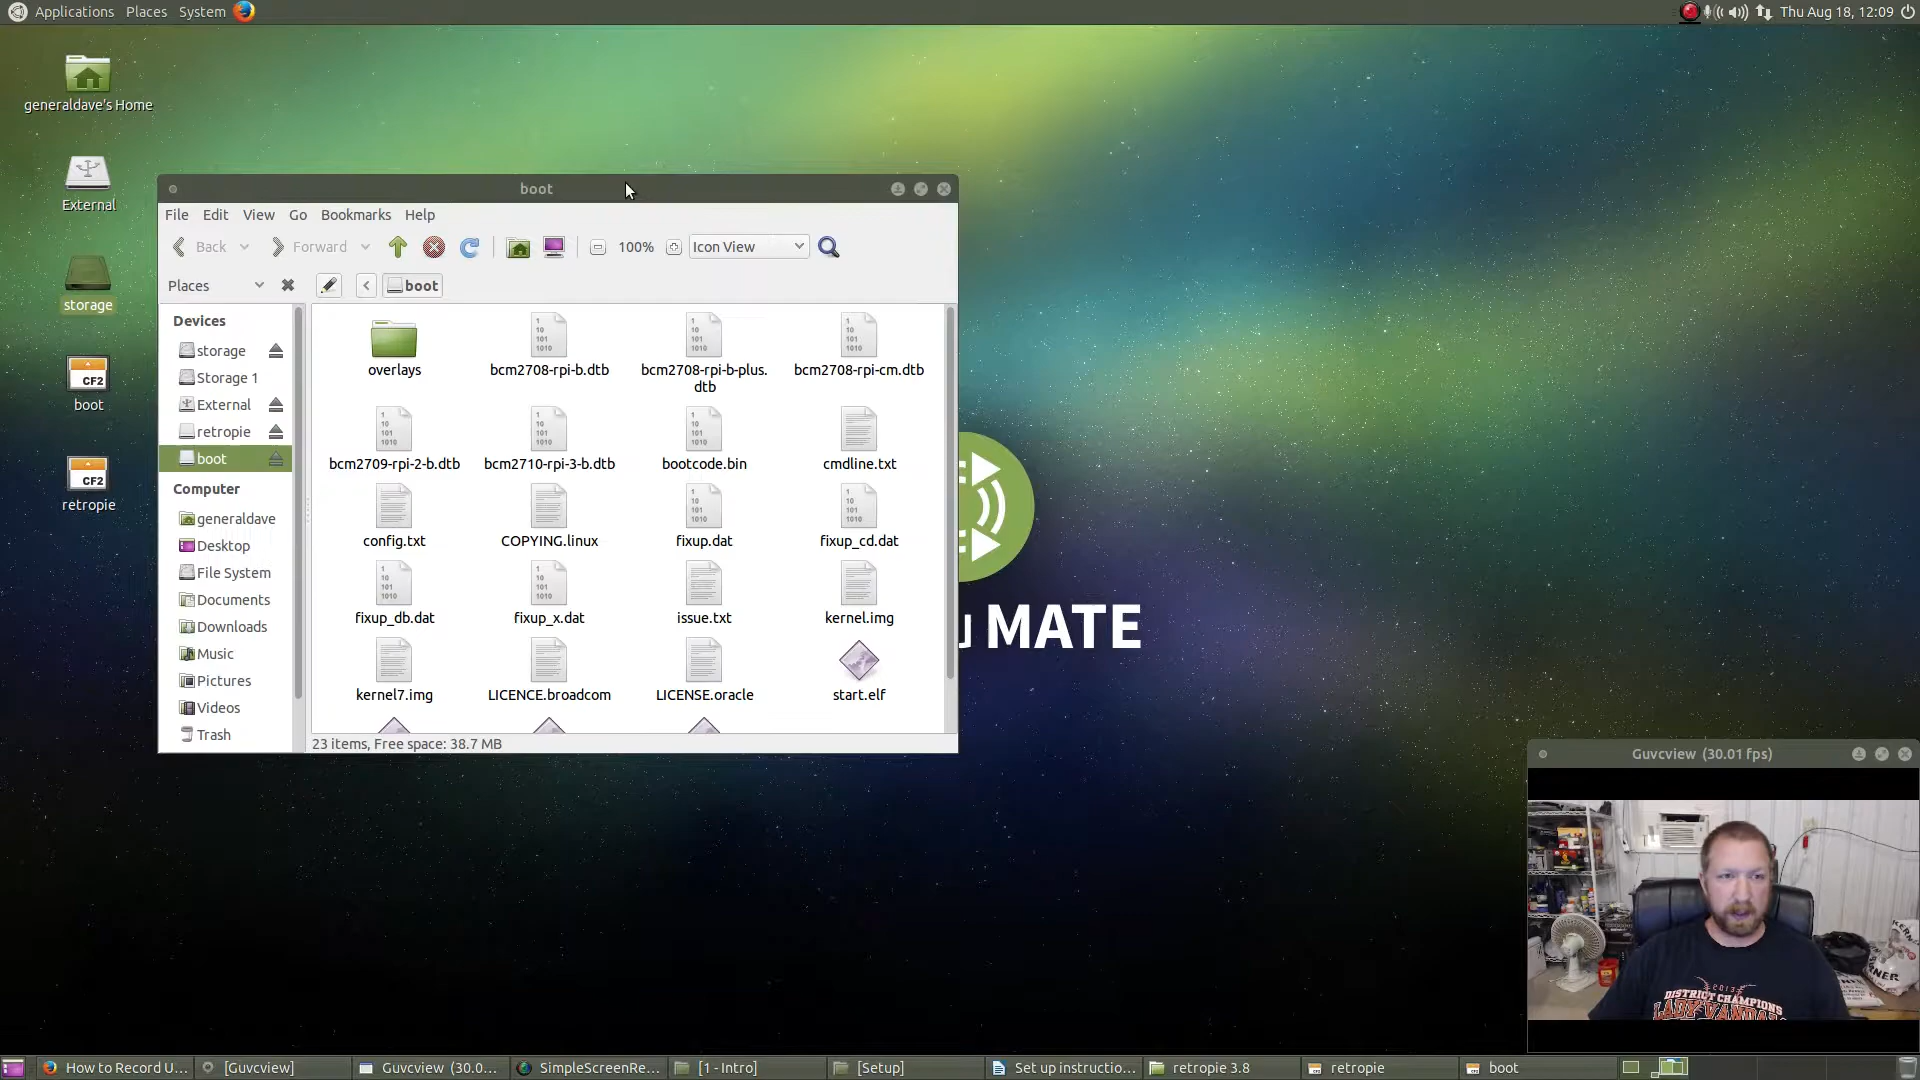 Applications Places System
Thu Aug 18, 12:09
generaldave's Home
External
storage
CF2
boot
CF2
retropie
boot
File Edit View Go Bookmarks Help
Back Forward 100% Icon View
Places boot
Devices
storage
Storage 1
External
retropie
boot
Computer
generaldave
Desktop
File System
Documents
Downloads
Music
Pictures
Videos
Trash
overlays
bcm2708-rpi-b.dtb
bcm2708-rpi-b-plus.
dtb
bcm2708-rpi-cm.dtb
bcm2709-rpi-2-b.dtb
bcm2710-rpi-3-b.dtb
bootcode.bin
cmdline.txt
config.txt
COPYING.linux
fixup.dat
fixup_cd.dat
fixup_db.dat
fixup_x.dat
issue.txt
kernel.img
kernel7.img
LICENCE.broadcom
LICENSE.oracle
start.elf
23 items, Free space: 38.7 MB
MATE
Guvcview (30.01 fps)
2013
DISTRICT CHAMPIONS
LADY VANDALS
How to Record U...
[Guvcview]
Guvcview (30.0...
SimpleScreenRe...
[1 - Intro]
[Setup]
Set up instructio...
retropie 3.8
retropie
boot